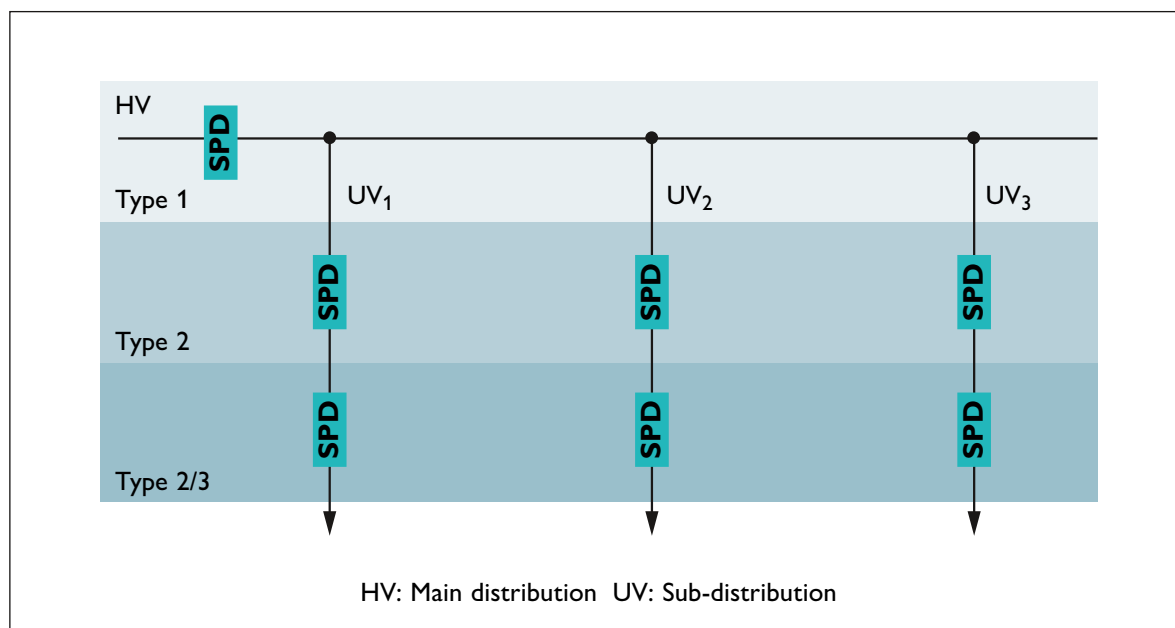 HV
SPD
Type 1
UV₁ UV₂ UV₃
SPD SPD SPD
Type 2
SPD SPD SPD
Type 2/3
HV: Main distribution UV: Sub-distribution